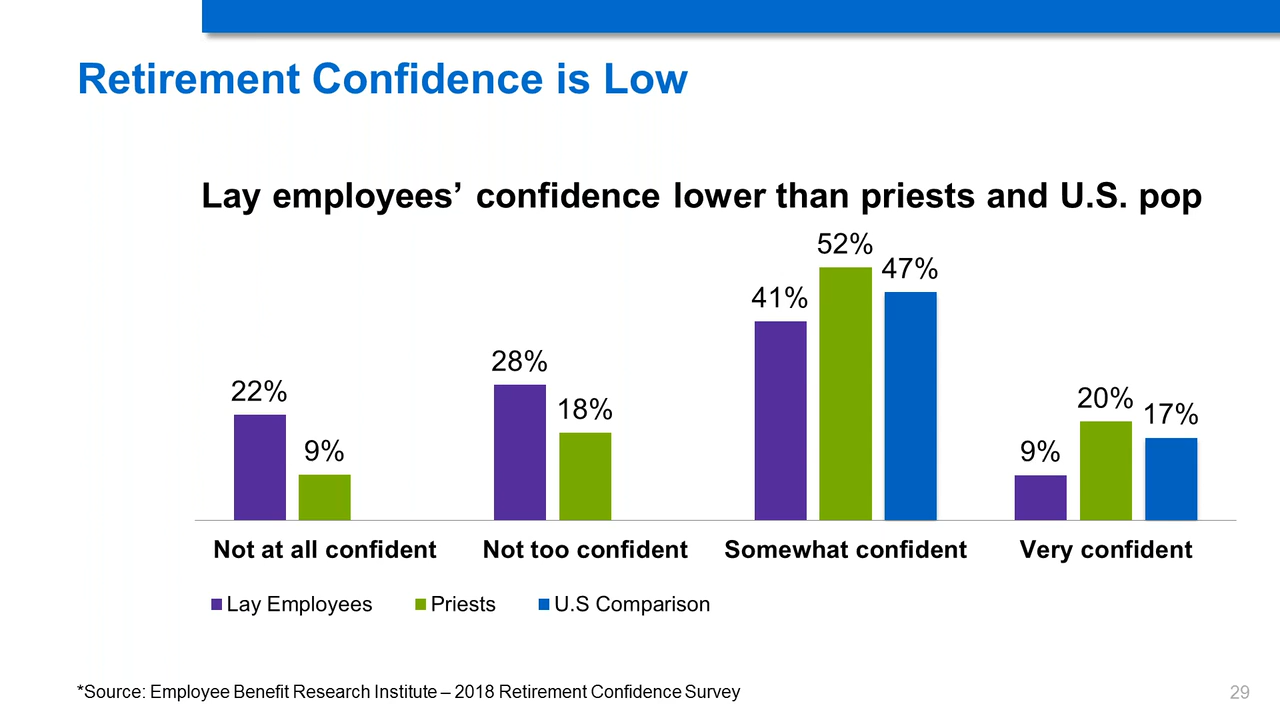 Retirement Confidence is Low
Lay employees’ confidence lower than priests and U.S. pop
22%
9%
28%
18%
41%
52%
47%
9%
20%
17%
Not at all confident
Not too confident
Somewhat confident
Very confident
Lay Employees
Priests
U.S Comparison
*Source: Employee Benefit Research Institute – 2018 Retirement Confidence Survey
29